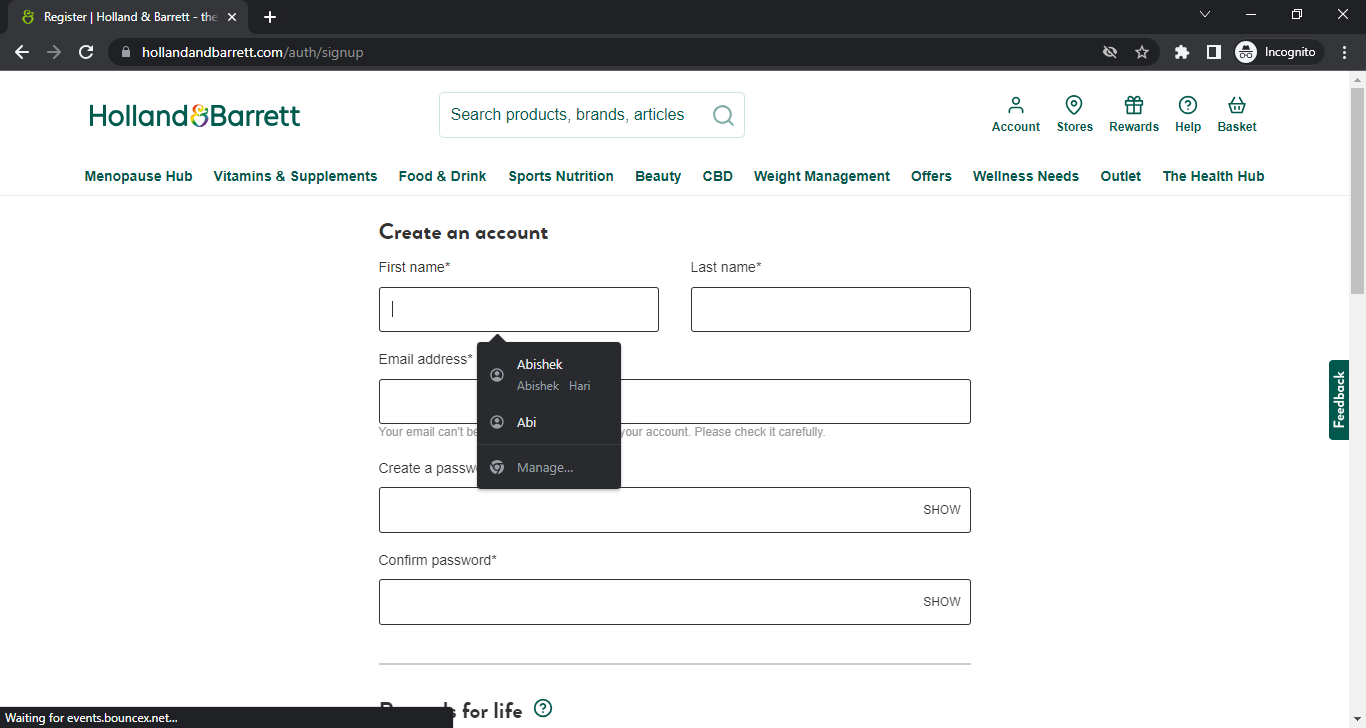 Register | Holland & Barrett - the
hollandandbarrett.com/auth/signup
Incognito
Holland&Barrett
Search products, brands, articles
Account Stores Rewards Help Basket
Menopause Hub Vitamins & Supplements Food & Drink Sports Nutrition Beauty CBD Weight Management Offers Wellness Needs Outlet The Health Hub
Create an account
First name* Last name*
Email address*
Abishek
Abishek Hari
Abi
Manage...
Your email can't be your account. Please check it carefully.
Create a passw
SHOW
Confirm password*
SHOW
Feedback
for life
Waiting for events.bouncex.net...